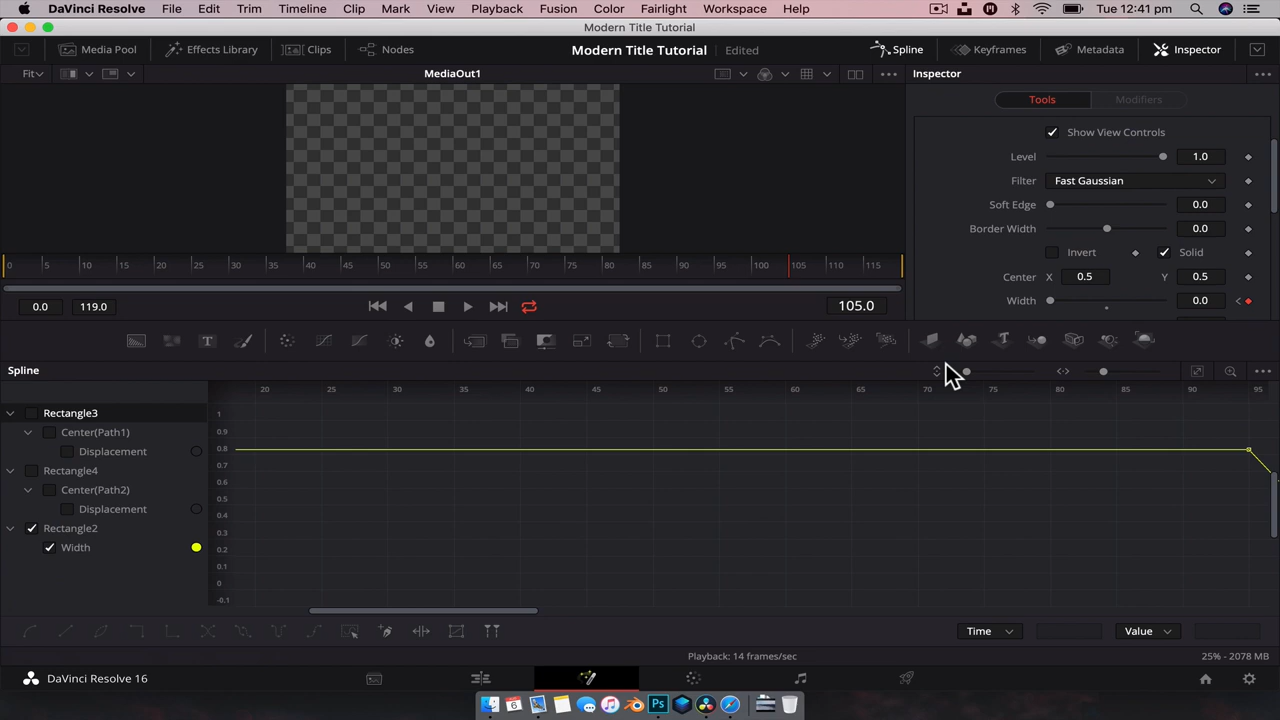 DaVinci Resolve File Edit Trim Timeline Clip Mark View Playback Fusion Color Fairlight Workspace Help Tue 12:41 pm
Modern Title Tutorial
Media Pool Effects Library Clips Nodes Modern Title Tutorial Edited Spline Keyframes Metadata Inspector
Fit MediaOut1 Inspector
Tools Modifiers
Show View Controls
Level 1.0
Filter Fast Gaussian
Soft Edge 0.0
Border Width 0.0
Invert Solid
Center X 0.5 Y 0.5
Width 0.0
0 5 10 15 20 25 30 35 40 45 50 55 60 65 70 75 80 85 90 95 100 105 110 115
0.0 119.0 105.0
T
Spline
20 25 30 35 40 45 50 55 60 65 70 75 80 85 90 95
Rectangle3
Center(Path1)
Displacement
Rectangle4
Center(Path2)
Displacement
Rectangle2
Width
1
0.9
0.8
0.7
0.6
0.5
0.4
0.3
0.2
0.1
0
-0.1
Time Value
Playback: 14 frames/sec 25% - 2078 MB
DaVinci Resolve 16
6 Ps